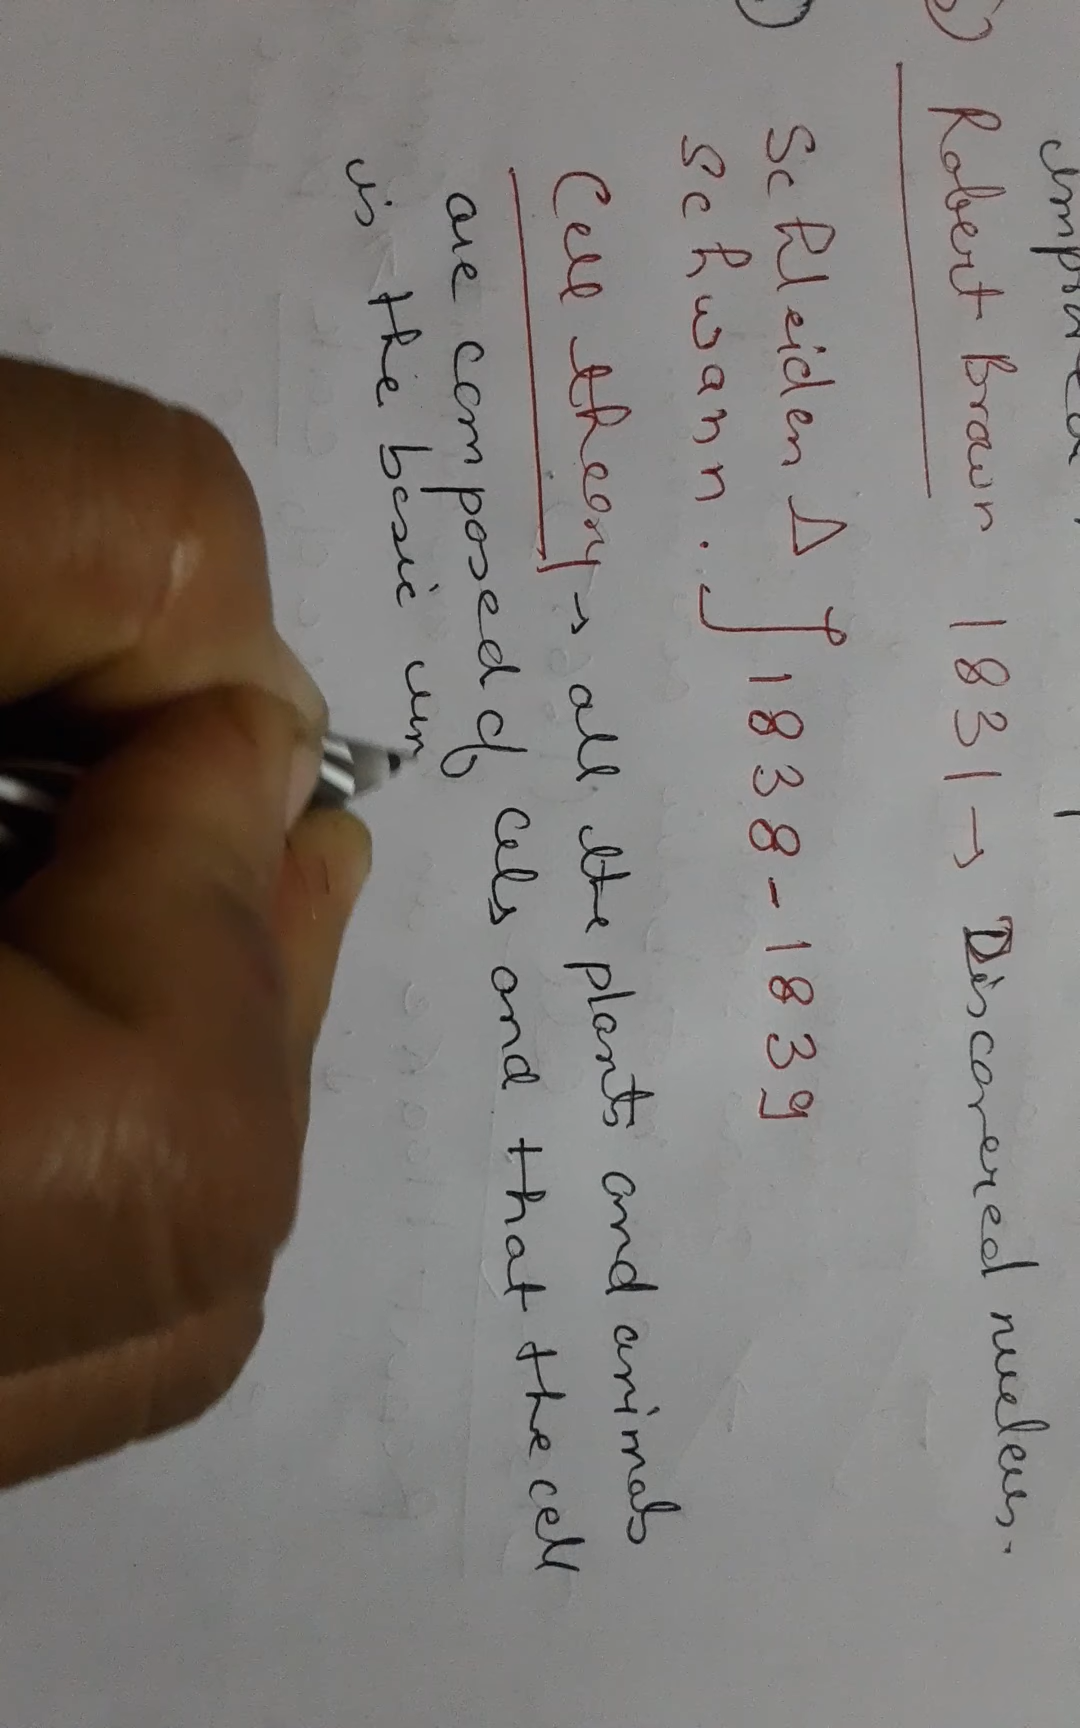 Robert Brown 1831 → Discovered nucleus.
Schleiden &
Schwann. } 1838-1839
Cell theory → all the plants and animals
are composed of cells and that the cell
is the basic un